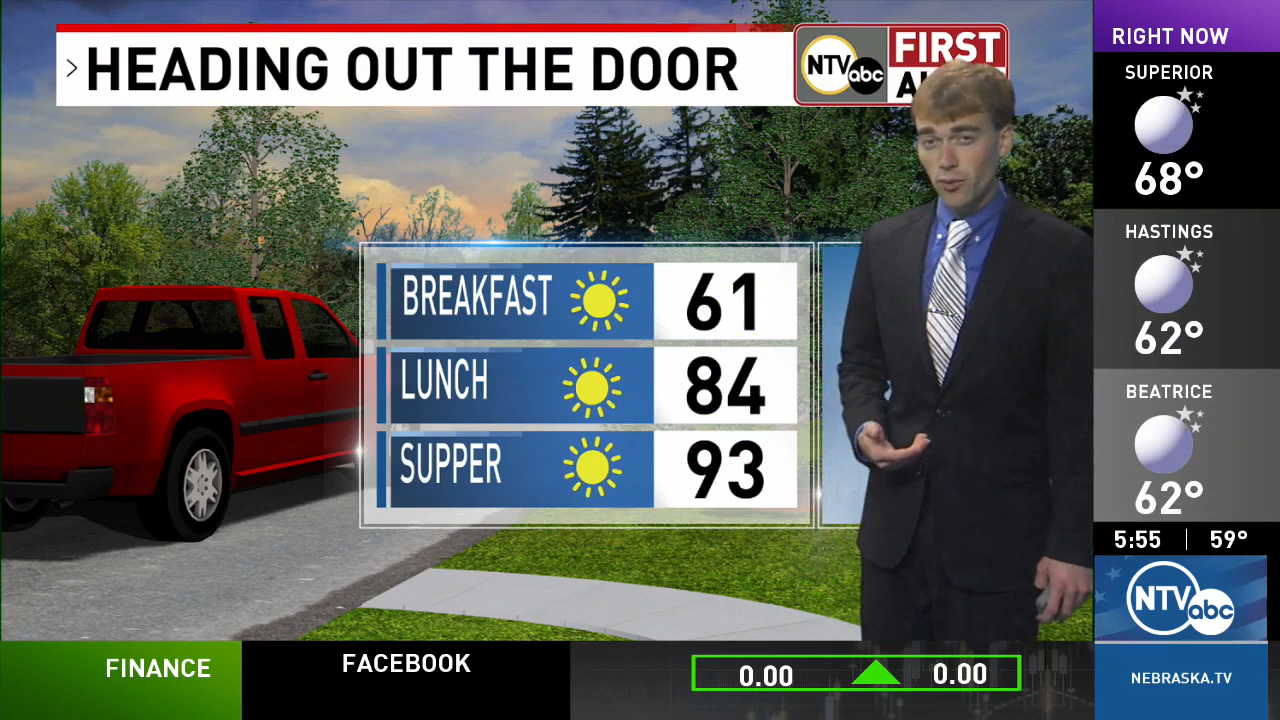 > HEADING OUT THE DOOR
NTV abc
FIRST
BREAKFAST 61
LUNCH 84
SUPPER 93
RIGHT NOW
SUPERIOR
68°
HASTINGS
62°
BEATRICE
62°
5:55 | 59°
NTV abc
NEBRASKA.TV
FINANCE
FACEBOOK
0.00 0.00